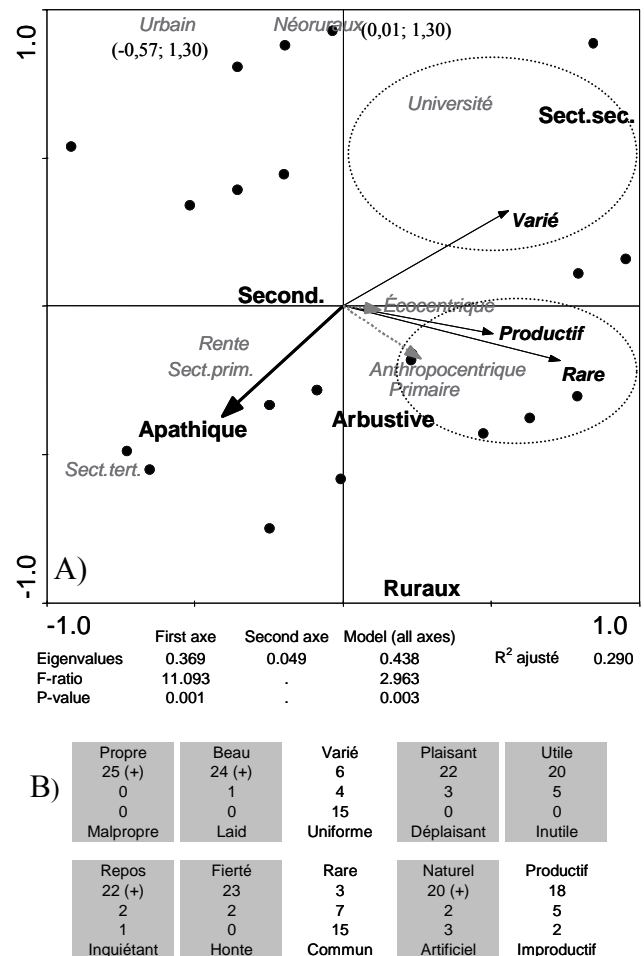 1.0
Urbain Néoruraux
(-0,57; 1,30) (0,01; 1,30)
Université
Sect.sec.
Varié
Second.
Écocentrique
Productif
Rente
Sect.prim.
Anthropocentrique
Rare
Primaire
Apathique
Arbustive
Sect.tert.
A)
Ruraux
-1.0
-1.0 1.0
First axe Second axe Model (all axes)
Eigenvalues 0.369 0.049 0.438 R² ajusté 0.290
F-ratio 11.093 . 2.963
P-value 0.001 . 0.003
B)
Propre Beau Varié Plaisant Utile
25 (+) 24 (+) 6 22 20
0 1 4 3 5
0 0 15 0 0
Malpropre Laid Uniforme Déplaisant Inutile
Repos Fierté Rare Naturel Productif
22 (+) 23 3 20 (+) 18
2 2 7 2 5
1 0 15 3 2
Inquiétant Honte Commun Artificiel Improductif